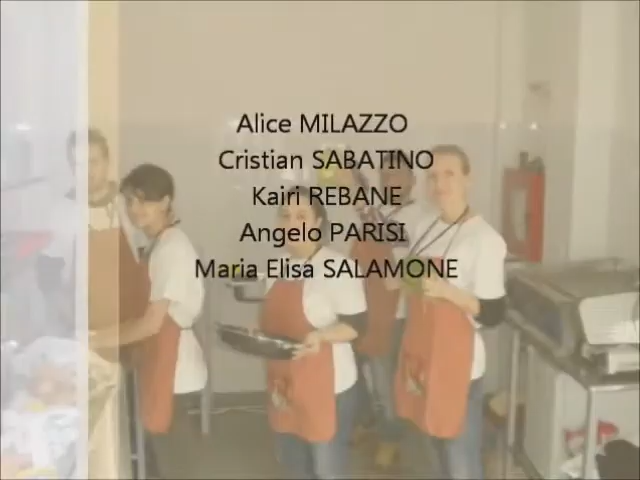 Alice MILAZZO
Cristian SABATINO
Kairi REBANE
Angelo PARISI
Maria Elisa SALAMONE